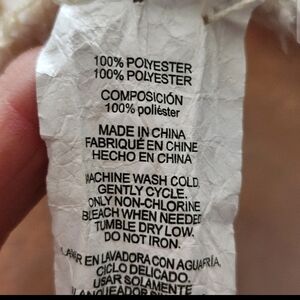 100% POLYESTER
100% POLYESTER
COMPOSICIÓN
100% poliéster
MADE IN CHINA
FABRIQUÉ EN CHINE
HECHO EN CHINA
MACHINE WASH COLD,
GENTLY CYCLE.
ONLY NON-CHLORINE
BLEACH WHEN NEEDED
TUMBLE DRY LOW.
DO NOT IRON.
LAVAR EN LAVADORA CON AGUA FRÍA,
CICLO DELICADO.
USAR SOLAMENTE